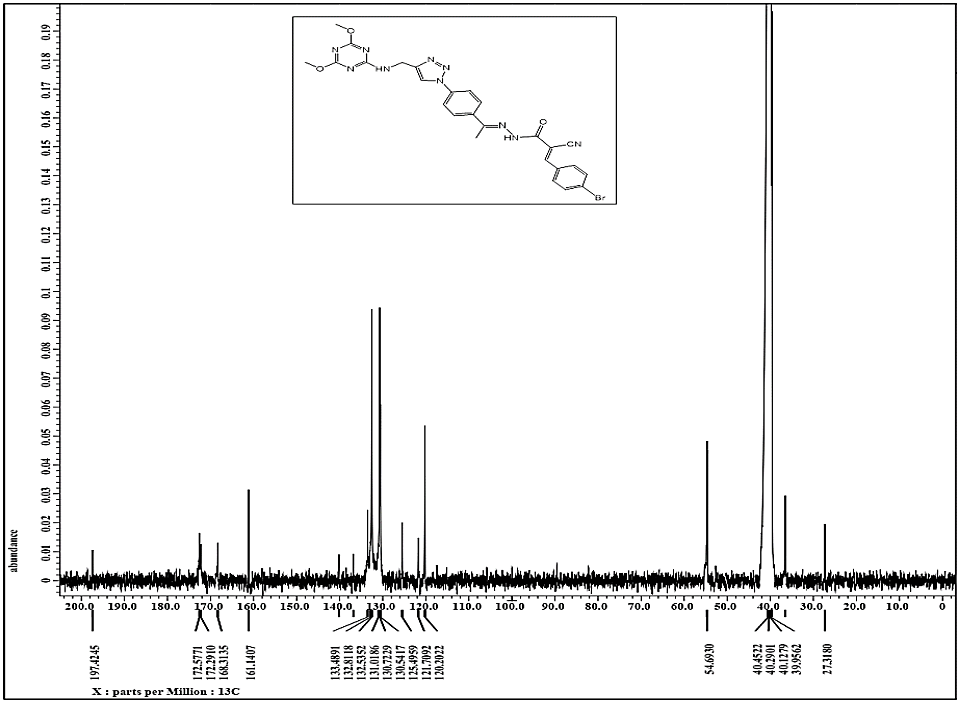 0.19
0.18
0.17
0.16
0.15
0.14
0.13
0.12
0.11
0.1
0.09
0.08
0.07
0.06
0.05
0.04
0.03
0.02
0.01
0
abundance
O
N N
O N HN
N
N
N
N
HN
O
CN
Br
200.0 190.0 180.0 170.0 160.0 150.0 140.0 130.0 120.0 110.0 100.0 90.0 80.0 70.0 60.0 50.0 40.0 30.0 20.0 10.0 0
197.4245
172.5771
172.2910
168.3135
161.1407
133.4891
132.8118
132.5352
131.0186
130.7229
130.5417
125.4959
121.7092
120.2022
54.6930
40.4522
40.2901
40.1279
39.9562
27.3180
X : parts per Million : 13C